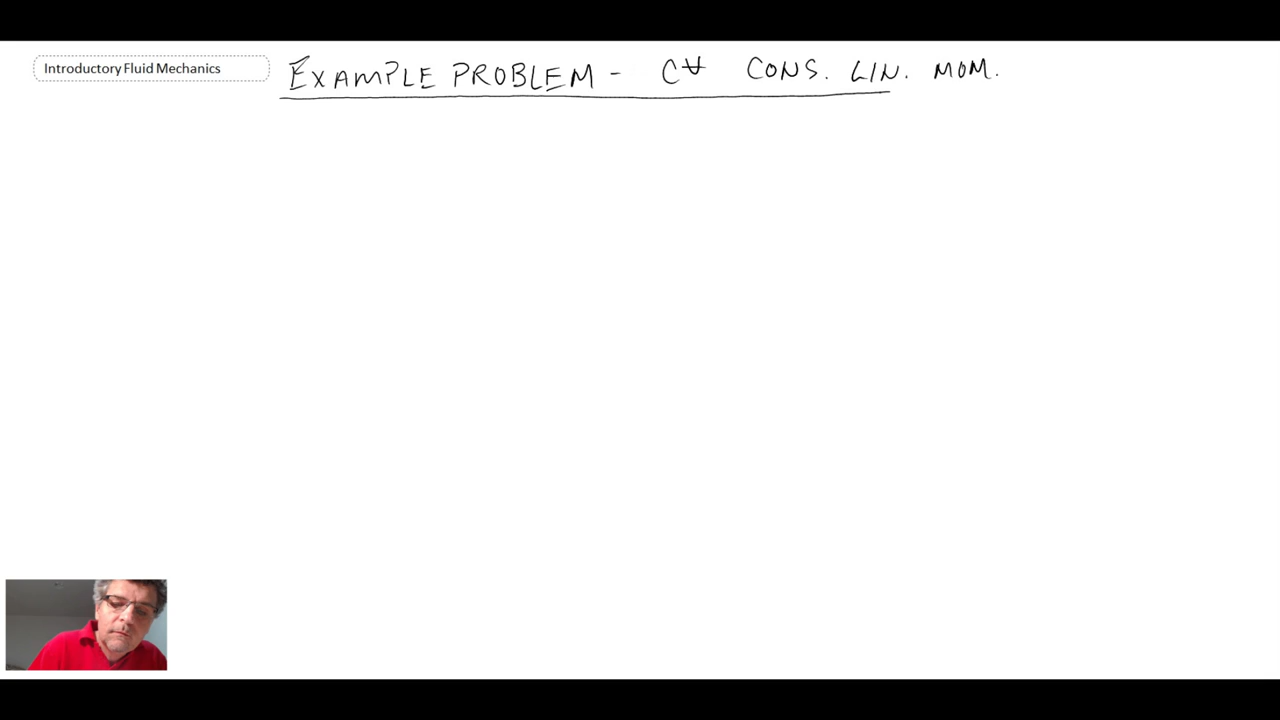 Introductory Fluid Mechanics
EXAMPLE PROBLEM - C∀ CONS. LIN. MOM.